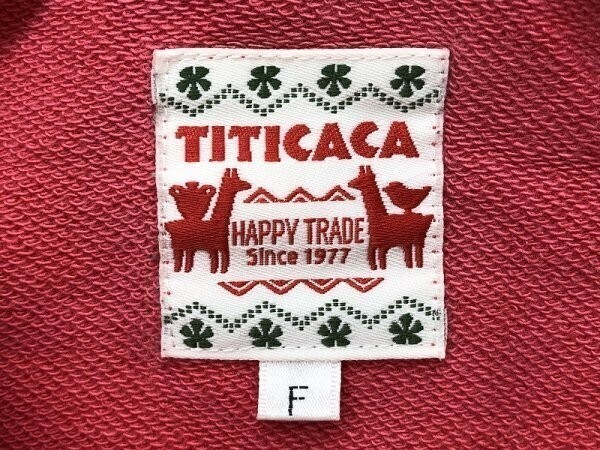 TITICACA
HAPPY TRADE
Since 1977
F